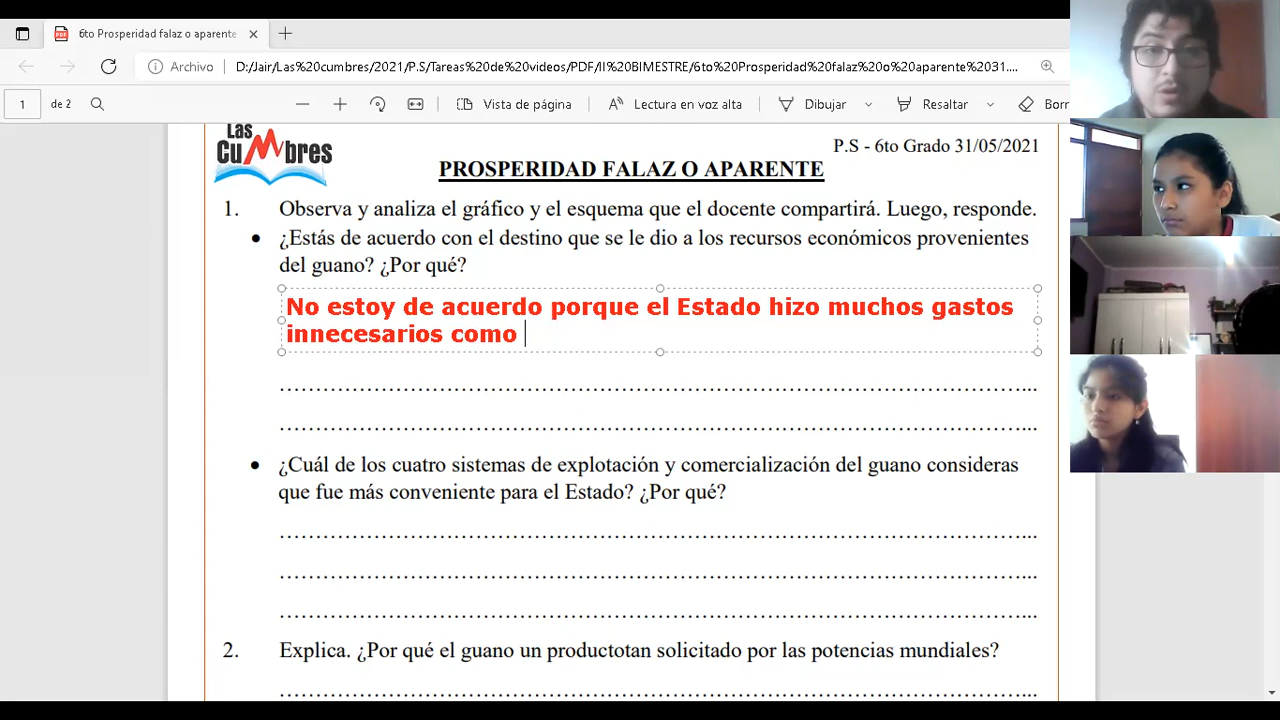 6to Prosperidad falaz o aparente
Archivo D:/Jair/Las%20cumbres/2021/P.S/Tareas%20de%20videos/PDF/II%20BIMESTRE/6to%20Prosperidad%20falaz%20o%20aparente%2031....
1 de 2 Vista de página Lectura en voz alta Dibujar Resaltar Borr
Las
Cumbres
P.S - 6to Grado 31/05/2021
PROSPERIDAD FALAZ O APARENTE
1. Observa y analiza el gráfico y el esquema que el docente compartirá. Luego, responde.
• ¿Estás de acuerdo con el destino que se le dio a los recursos económicos provenientes
del guano? ¿Por qué?
No estoy de acuerdo porque el Estado hizo muchos gastos
innecesarios como
• ¿Cuál de los cuatro sistemas de explotación y comercialización del guano consideras
que fue más conveniente para el Estado? ¿Por qué?
2. Explica. ¿Por qué el guano un productotan solicitado por las potencias mundiales?